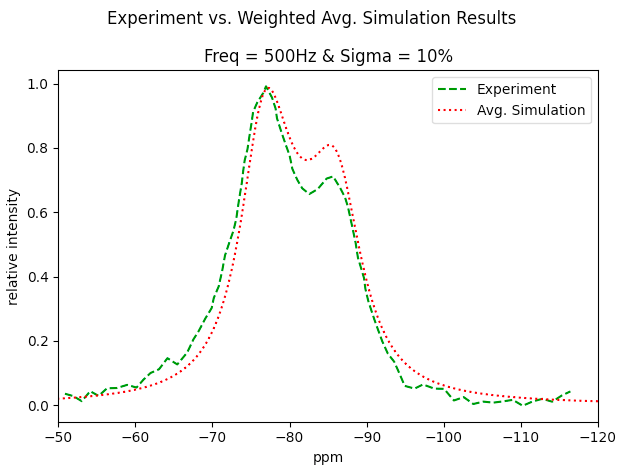 Experiment vs. Weighted Avg. Simulation Results
Freq = 500Hz & Sigma = 10%
Experiment
Avg. Simulation
relative intensity
1.0
0.8
0.6
0.4
0.2
0.0
−50 −60 −70 −80 −90 −100 −110 −120
ppm